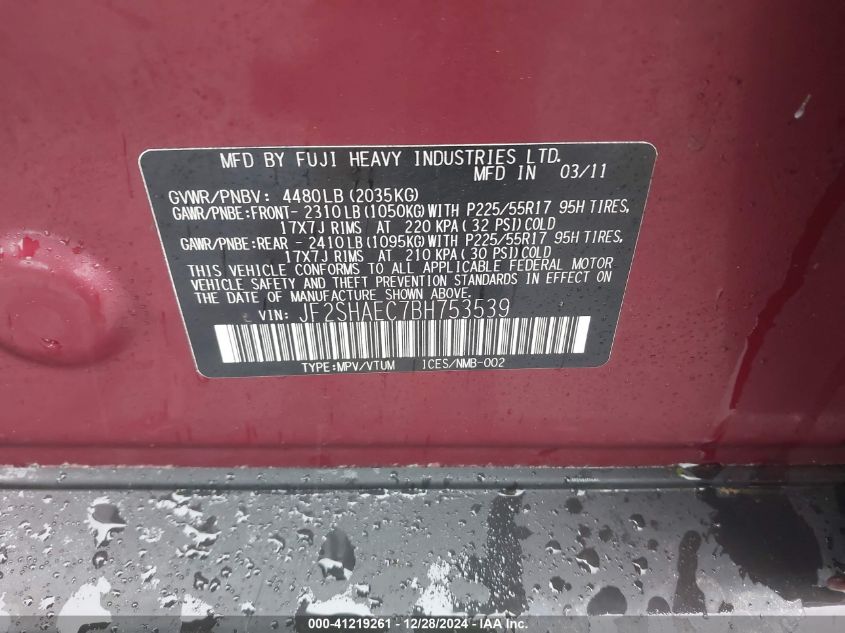 MFD BY FUJI HEAVY INDUSTRIES LTD.
MFD IN 03/11
GVWR/PNBV: 4480LB (2035KG)
GAWR/PNBE:FRONT- 2310LB (1050KG) WITH P225/55R17 95H TIRES,
17X7J RIMS AT 220 KPA (32 PSI) COLD
GAWR/PNBE:REAR - 2410LB (1095KG) WITH P225/55R17 95H TIRES,
17X7J RIMS AT 210 KPA (30 PSI) COLD
THIS VEHICLE CONFORMS TO ALL APPLICABLE FEDERAL MOTOR
VEHICLE SAFETY AND THEFT PREVENTION STANDARDS IN EFFECT ON
THE DATE OF MANUFACTURE SHOWN ABOVE.
VIN: JF2SHAEC7BH753539
TYPE:MPV/VTUM ICES/NMB-002
000-41219261 - 12/28/2024 - IAA Inc.